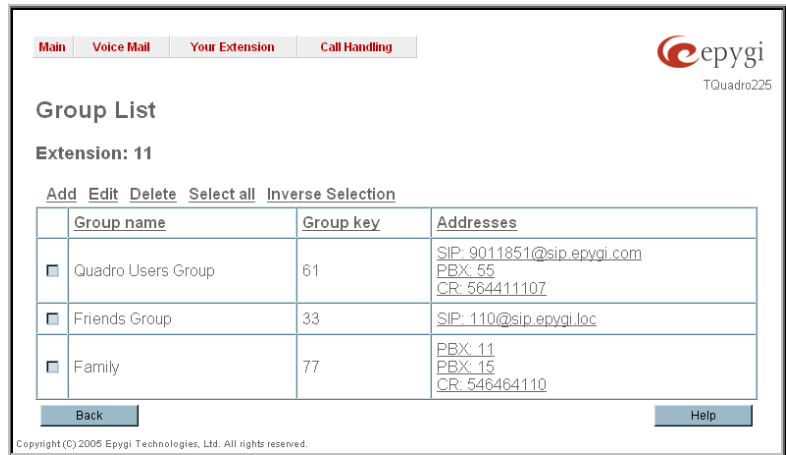 Main Voice Mail Your Extension Call Handling
epygi
TQuadro225
Group List
Extension: 11
Add Edit Delete Select all Inverse Selection
Group name Group key Addresses
Quadro Users Group 61 SIP: 9011851@sip.epygi.com
PBX: 55
CR: 564411107
Friends Group 33 SIP: 110@sip.epygi.loc
Family 77 PBX: 11
PBX: 15
CR: 546464110
Back Help
Copyright (C) 2005 Epygi Technologies, Ltd. All rights reserved.